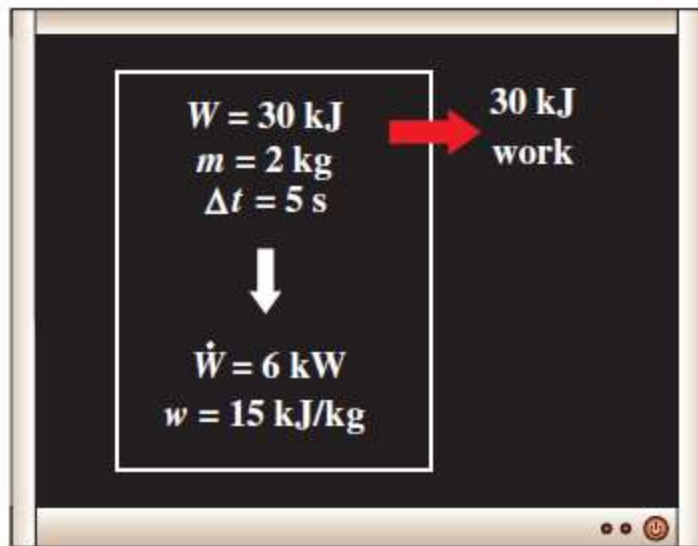 W = 30 kJ
m = 2 kg
Δt = 5 s
Ẇ = 6 kW
w = 15 kJ/kg
30 kJ
work